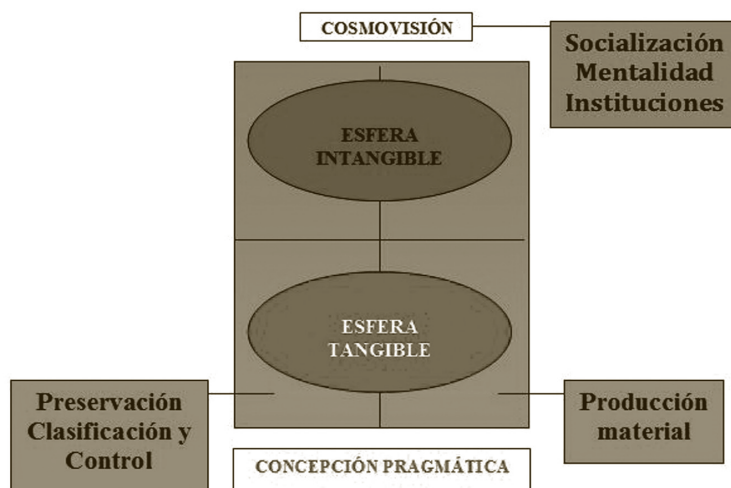 COSMOVISIÓN
Socialización
Mentalidad
Instituciones
ESFERA
INTANGIBLE
ESFERA
TANGIBLE
Preservación
Clasificación y
Control
Producción
material
CONCEPCIÓN PRAGMÁTICA